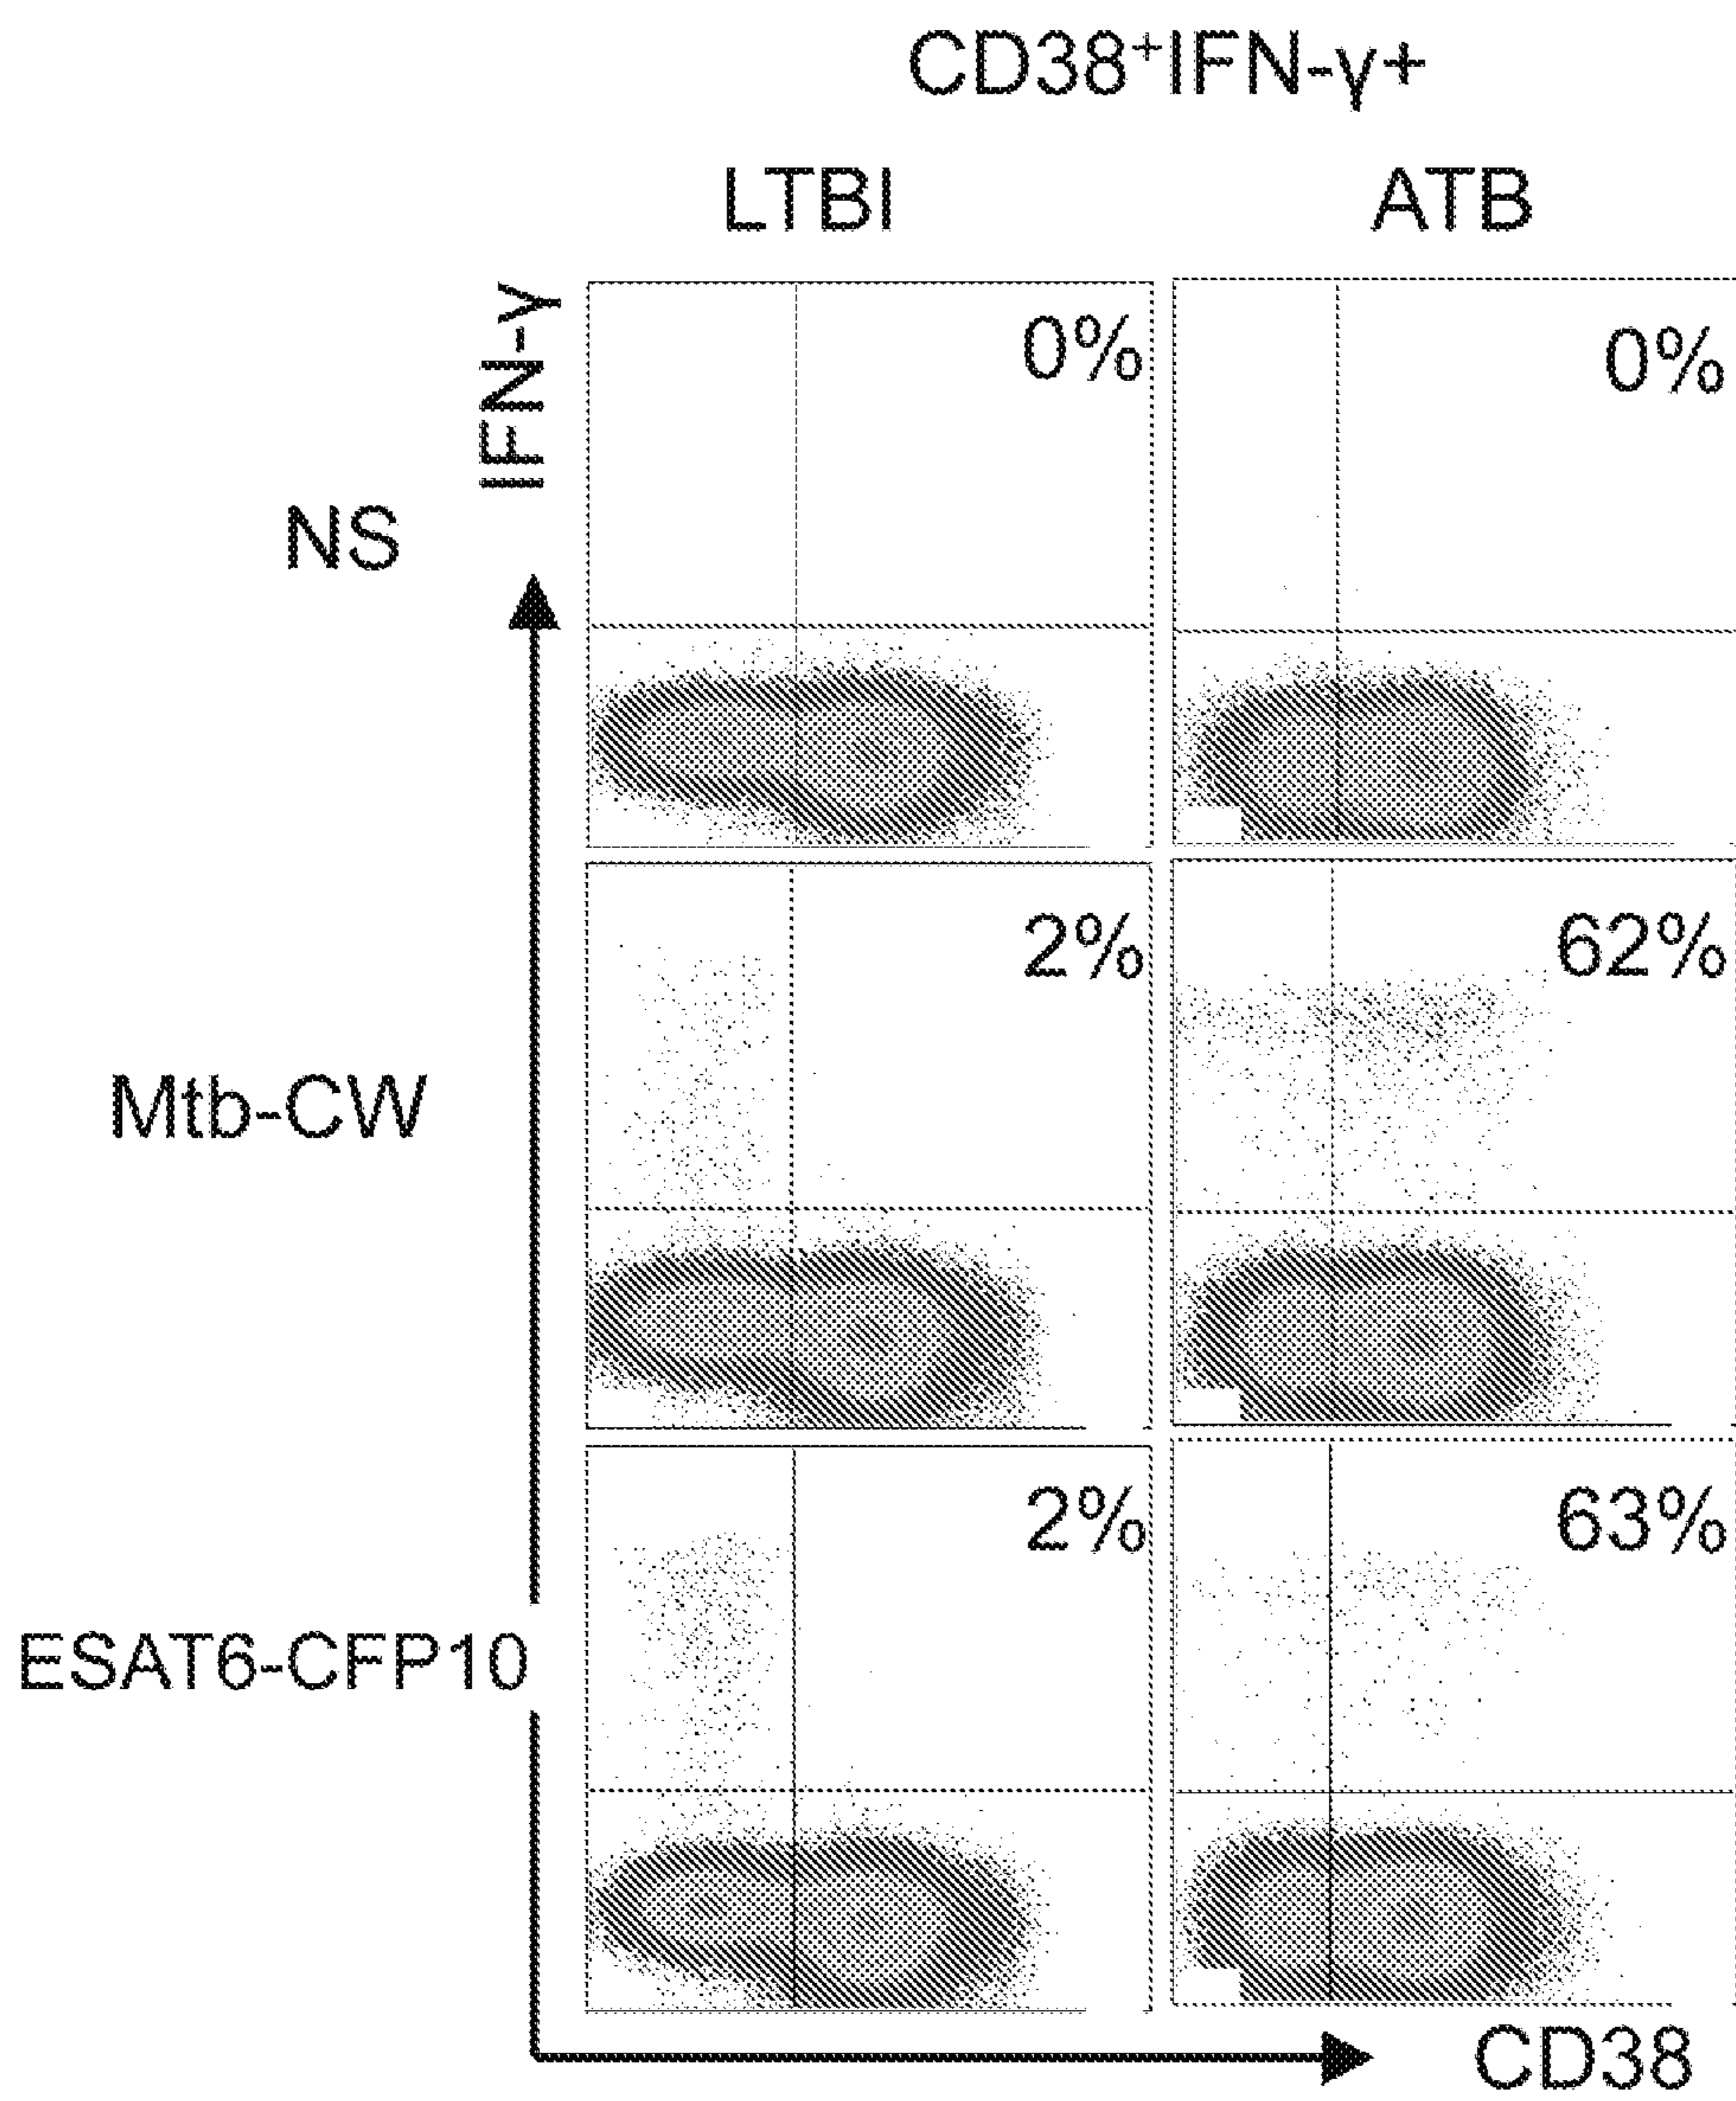 CD38⁺IFN-γ+
LTBI ATB
IFN-γ
NS
0% 0%
Mtb-CW
2% 62%
ESAT6-CFP10
2% 63%
CD38